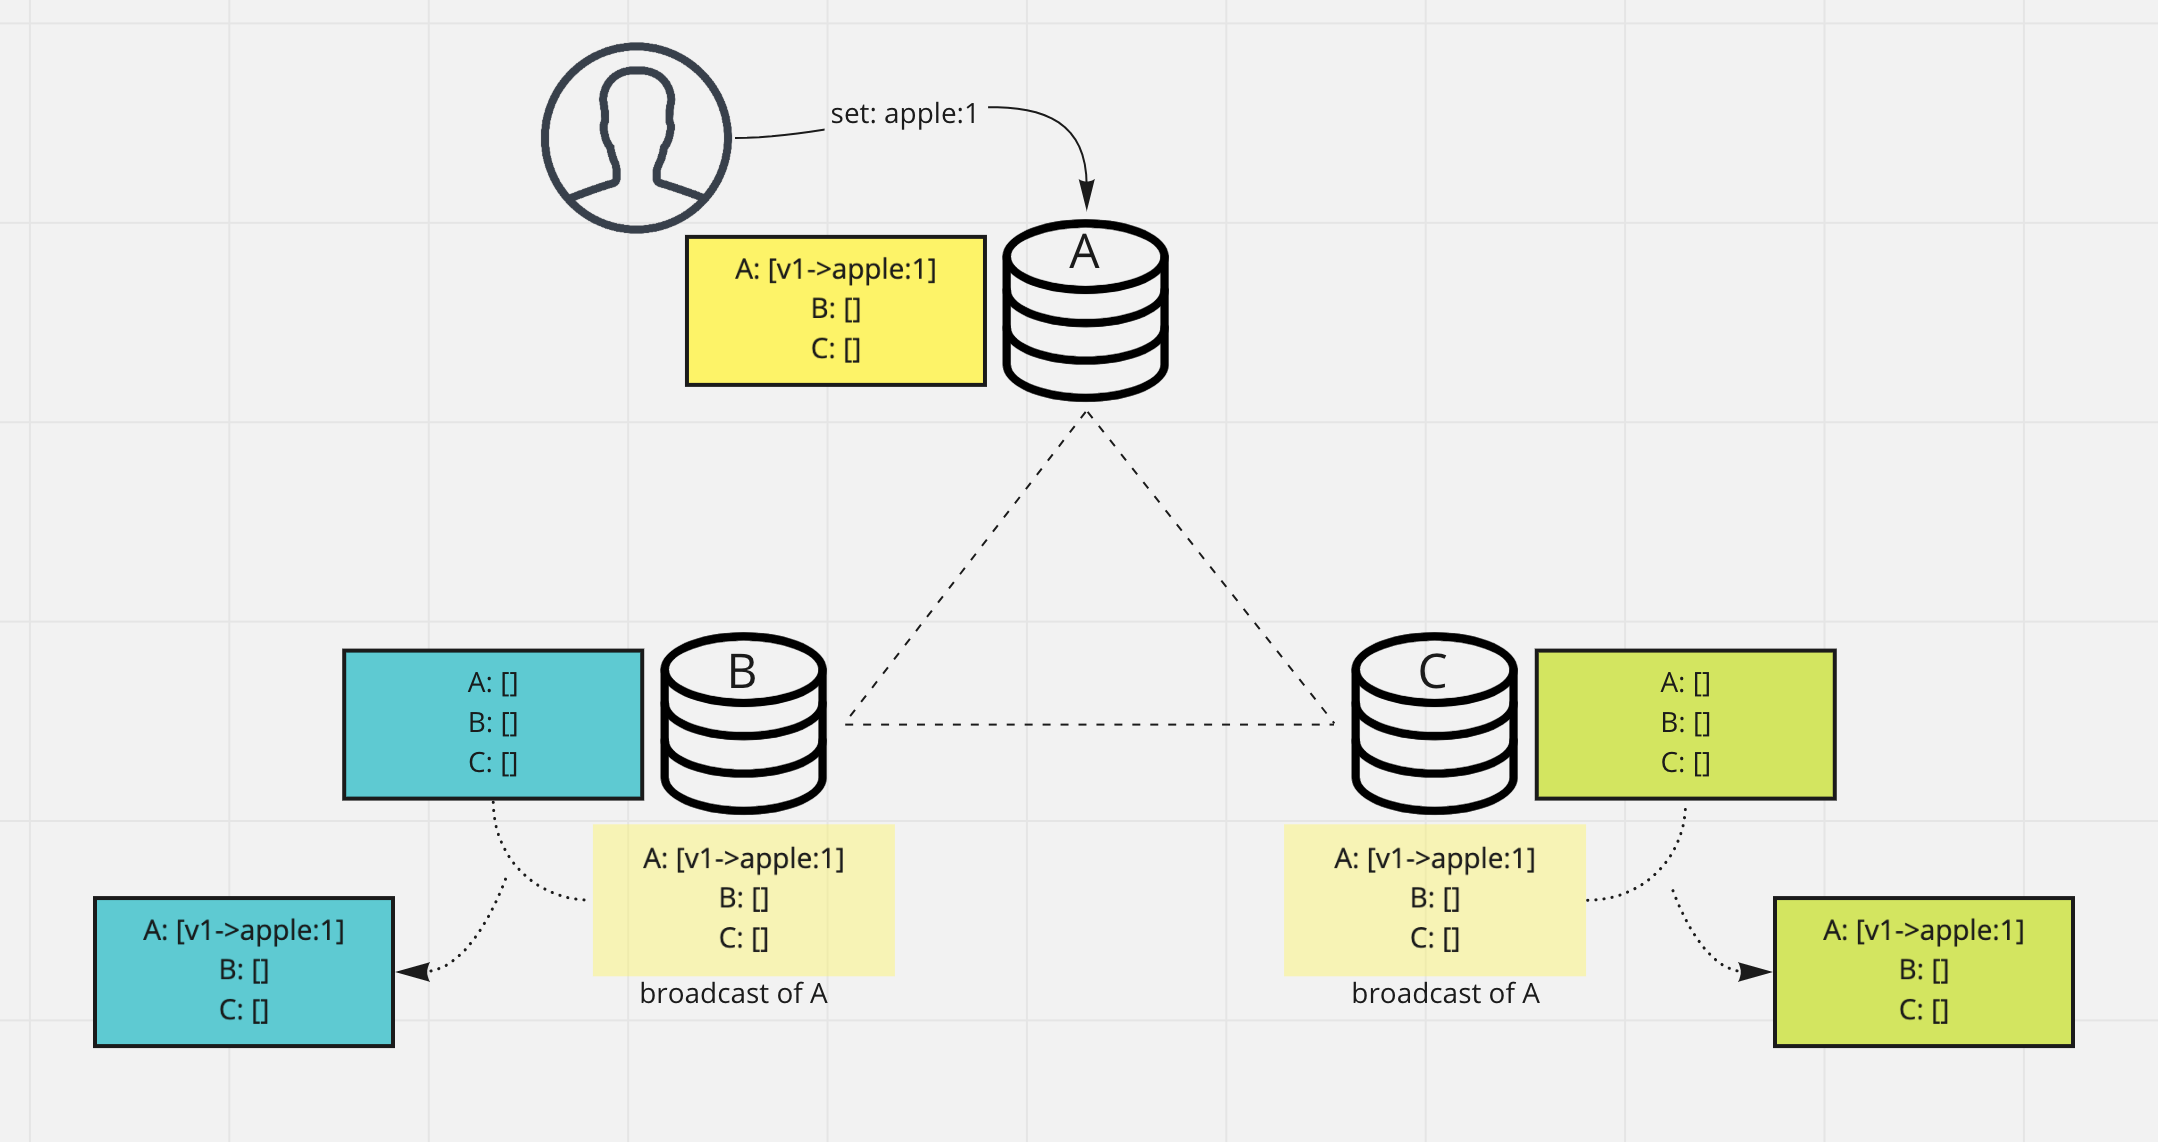 set: apple:1
A
A: [v1->apple:1]
B: []
C: []
B
A: []
B: []
C: []
C
A: []
B: []
C: []
A: [v1->apple:1]
B: []
C: []
broadcast of A
A: [v1->apple:1]
B: []
C: []
broadcast of A
A: [v1->apple:1]
B: []
C: []
A: [v1->apple:1]
B: []
C: []